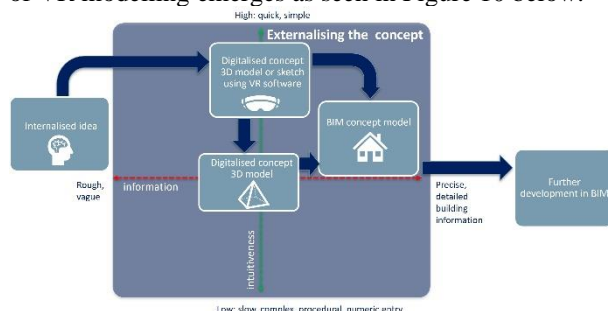 of VR modelling emerges as seen in Figure 10 below.
High: quick, simple
Externalising the concept
Digitalised concept
3D model or sketch
using VR software
Internalised idea
BIM concept model
Digitalised concept
3D model
Rough,
vague
information
Precise,
detailed
building
information
Further
development in BIM
intuitiveness
Low: slow, complex, procedural, numeric entry